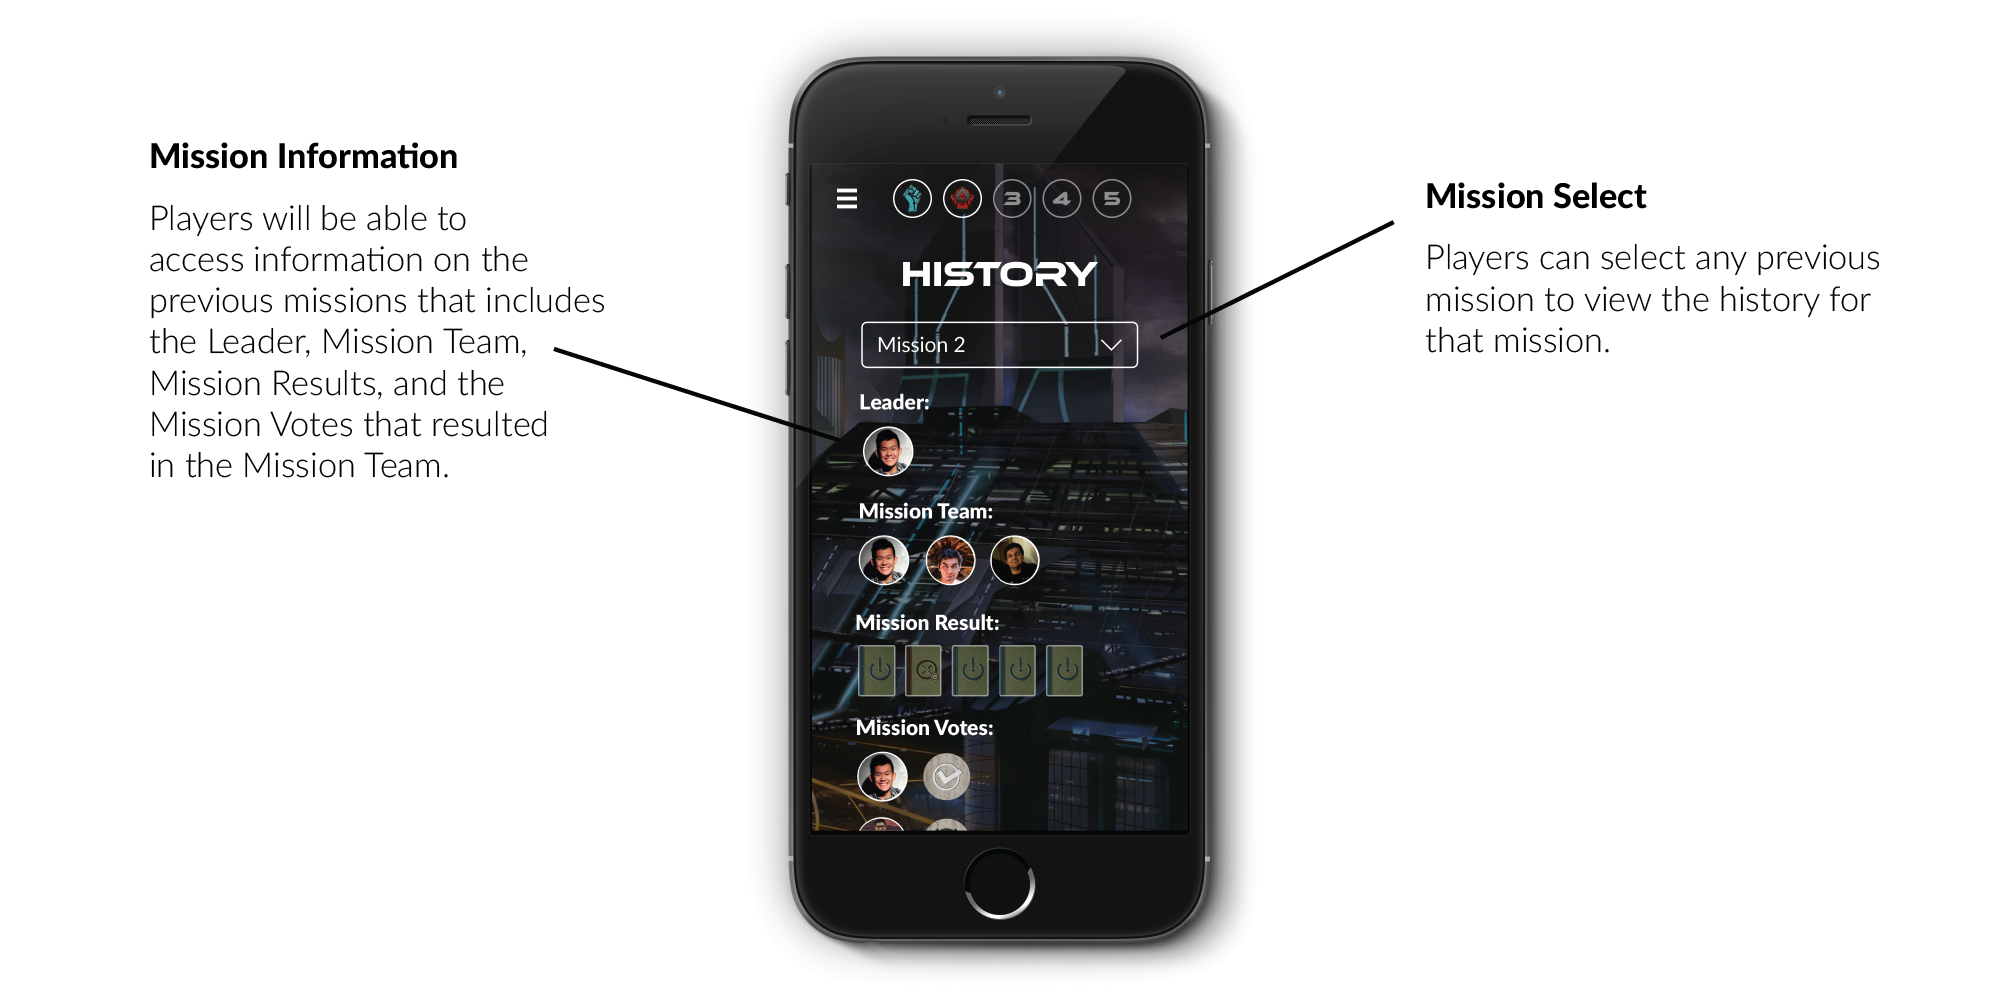 Mission Information
Players will be able to
access information on the
previous missions that includes
the Leader, Mission Team,
Mission Results, and the
Mission Votes that resulted
in the Mission Team.
3 4 5
HISTORY
Mission 2
Leader:
Mission Team:
Mission Result:
Mission Votes:
Mission Select
Players can select any previous
mission to view the history for
that mission.